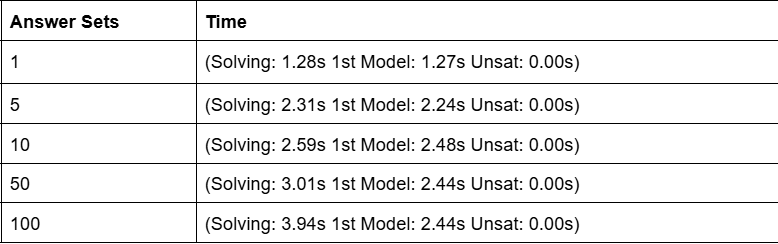 Answer Sets Time
1 (Solving: 1.28s 1st Model: 1.27s Unsat: 0.00s)
5 (Solving: 2.31s 1st Model: 2.24s Unsat: 0.00s)
10 (Solving: 2.59s 1st Model: 2.48s Unsat: 0.00s)
50 (Solving: 3.01s 1st Model: 2.44s Unsat: 0.00s)
100 (Solving: 3.94s 1st Model: 2.44s Unsat: 0.00s)